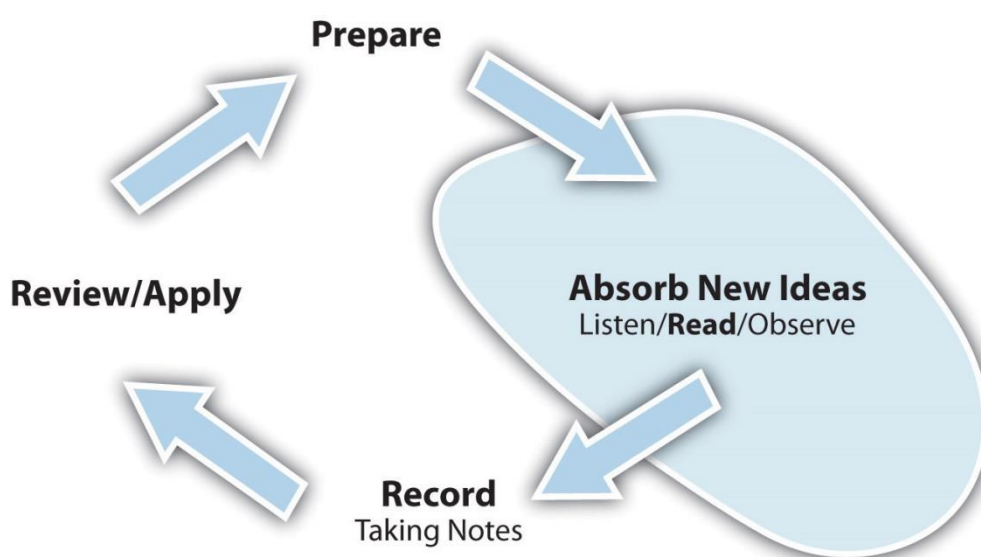 Prepare
Absorb New Ideas
Listen/Read/Observe
Record
Taking Notes
Review/Apply